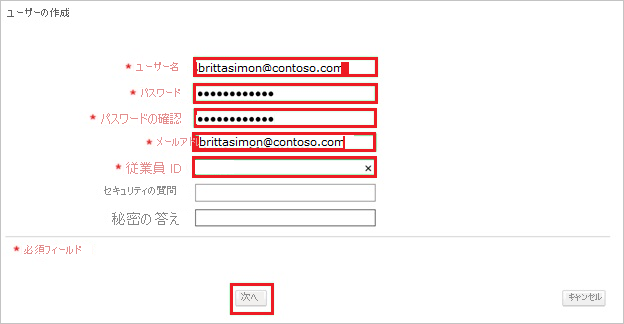 ユーザーの作成
* ユーザー名 brittasimon@contoso.com
* パスワード ●●●●●●●●●●●●
* パスワードの確認 ●●●●●●●●●●●●
* メールアド brittasimon@contoso.com
* 従業員 ID ×
セキュリティの質問
秘密の答え
* 必須フィールド
次へ キャンセル